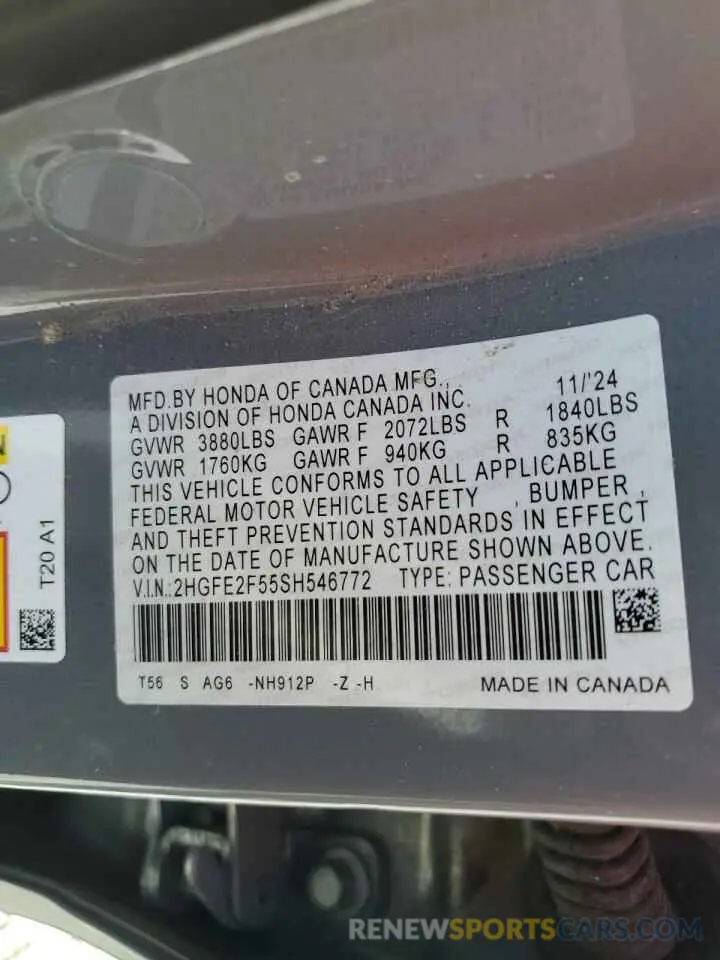 MFD.BY HONDA OF CANADA MFG., 11/'24
A DIVISION OF HONDA CANADA INC.
GVWR 3880LBS GAWR F 2072LBS R 1840LBS
GVWR 1760KG GAWR F 940KG R 835KG
THIS VEHICLE CONFORMS TO ALL APPLICABLE
FEDERAL MOTOR VEHICLE SAFETY , BUMPER ,
AND THEFT PREVENTION STANDARDS IN EFFECT
ON THE DATE OF MANUFACTURE SHOWN ABOVE.
V.I.N.:2HGFE2F55SH546772 TYPE: PASSENGER CAR
T56 S AG6 -NH912P -Z -H MADE IN CANADA
T20 A1
RENEWSPORTSCARS.COM